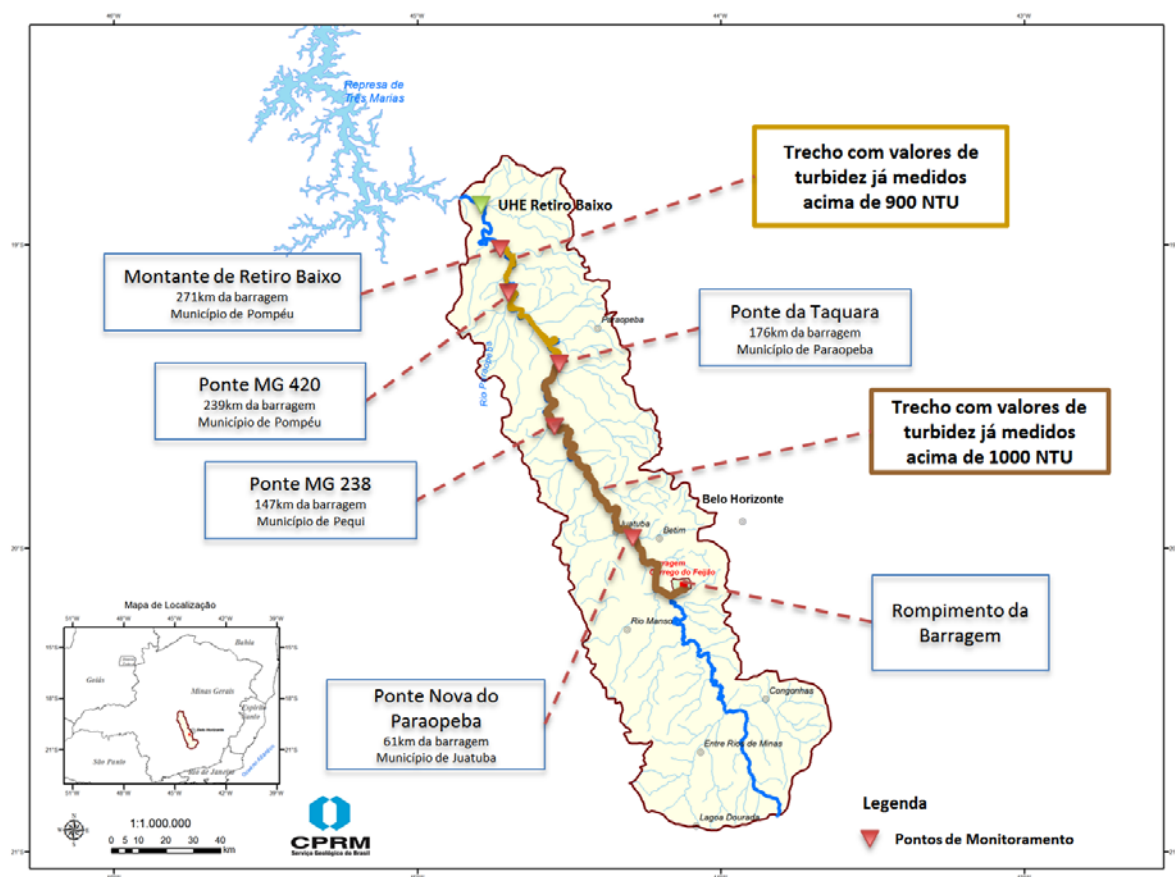 46 45 44 43
Represa de
Três Marias
Trecho com valores de
turbidez já medidos
acima de 900 NTU
UHE Retiro Baixo
19°S
Montante de Retiro Baixo
271km da barragem
Município de Pompéu
Ponte da Taquara
176km da barragem
Município de Paraopeba
Paraopeba
Rio Paraopeba
Ponte MG 420
239km da barragem
Município de Pompéu
Trecho com valores de
turbidez já medidos
acima de 1000 NTU
Ponte MG 238
147km da barragem
Município de Pequi
Belo Horizonte
Juatuba
Betim
20°S
Córrego do Feijão
Rompimento da
Barragem
Rio Manso
Mapa de Localização
Bahia
Goiás
Minas Gerais
Espírito
Santo
São Paulo
Rio de Janeiro
Ponte Nova do
Paraopeba
61km da barragem
Município de Juatuba
Congonhas
Entre Rios de Minas
Lagoa Dourada
Legenda
Pontos de Monitoramento
1:1.000.000
0 5 10 20 30 40
km
CPRM
Serviço Geológico do Brasil
21°S